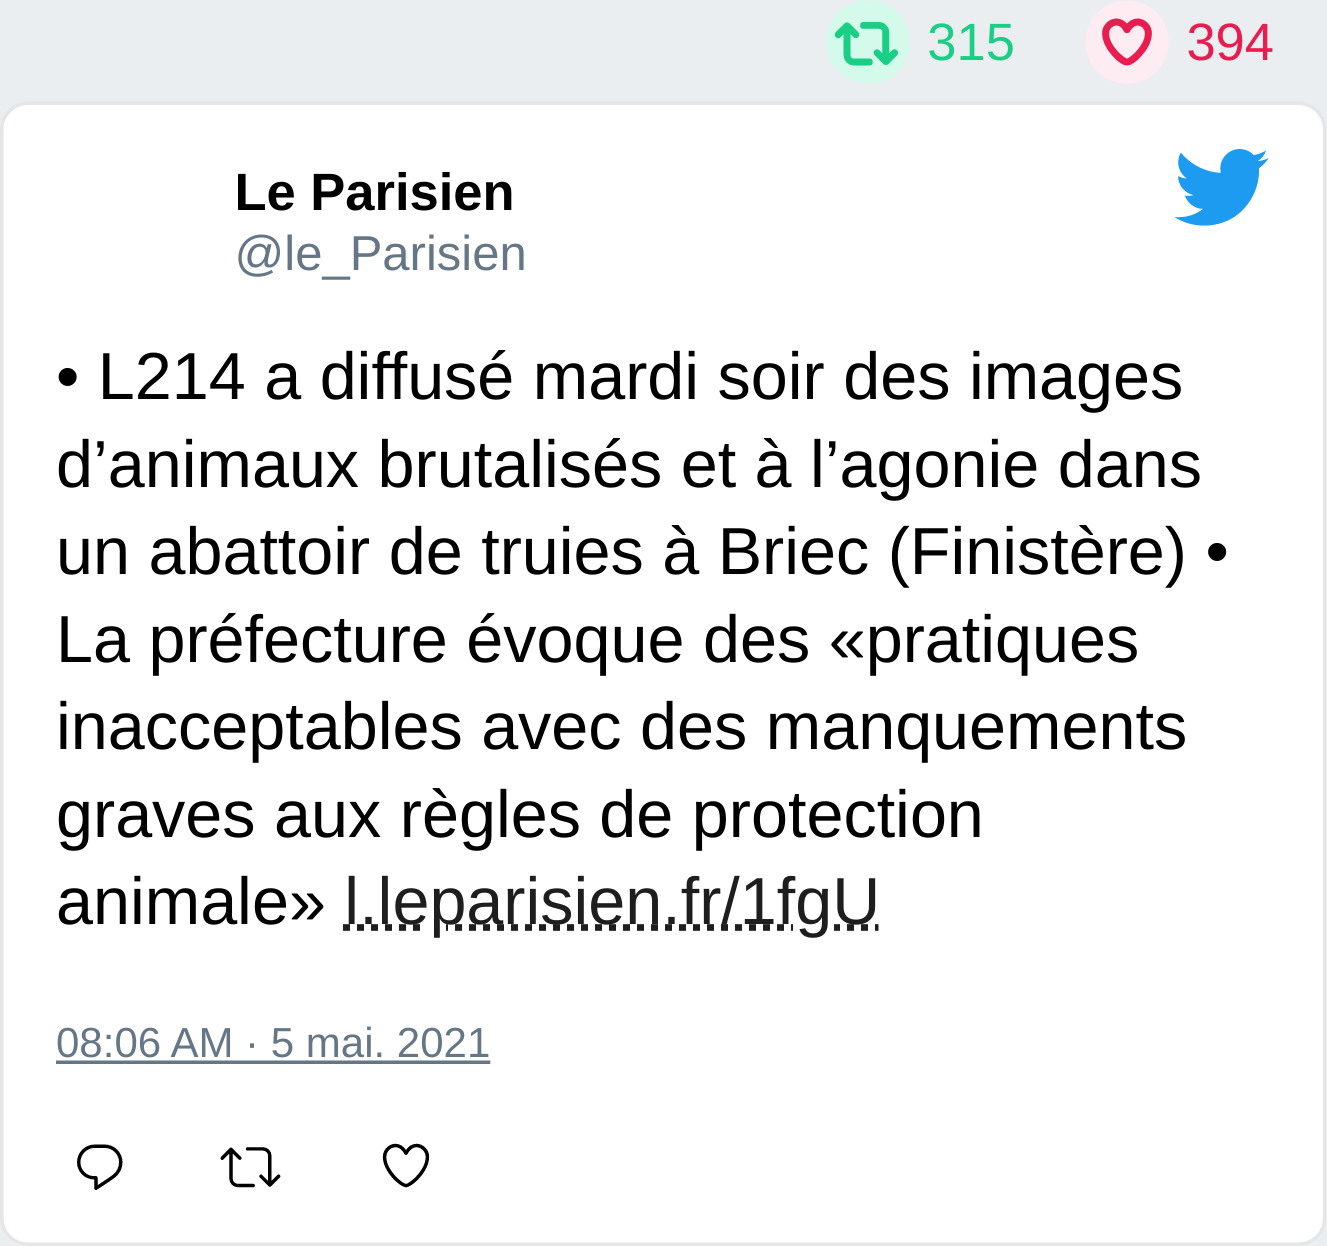 315 394
Le Parisien
@le_Parisien
• L214 a diffusé mardi soir des images
d’animaux brutalisés et à l’agonie dans
un abattoir de truies à Briec (Finistère) •
La préfecture évoque des «pratiques
inacceptables avec des manquements
graves aux règles de protection
animale» l.leparisien.fr/1fgU
08:06 AM · 5 mai. 2021